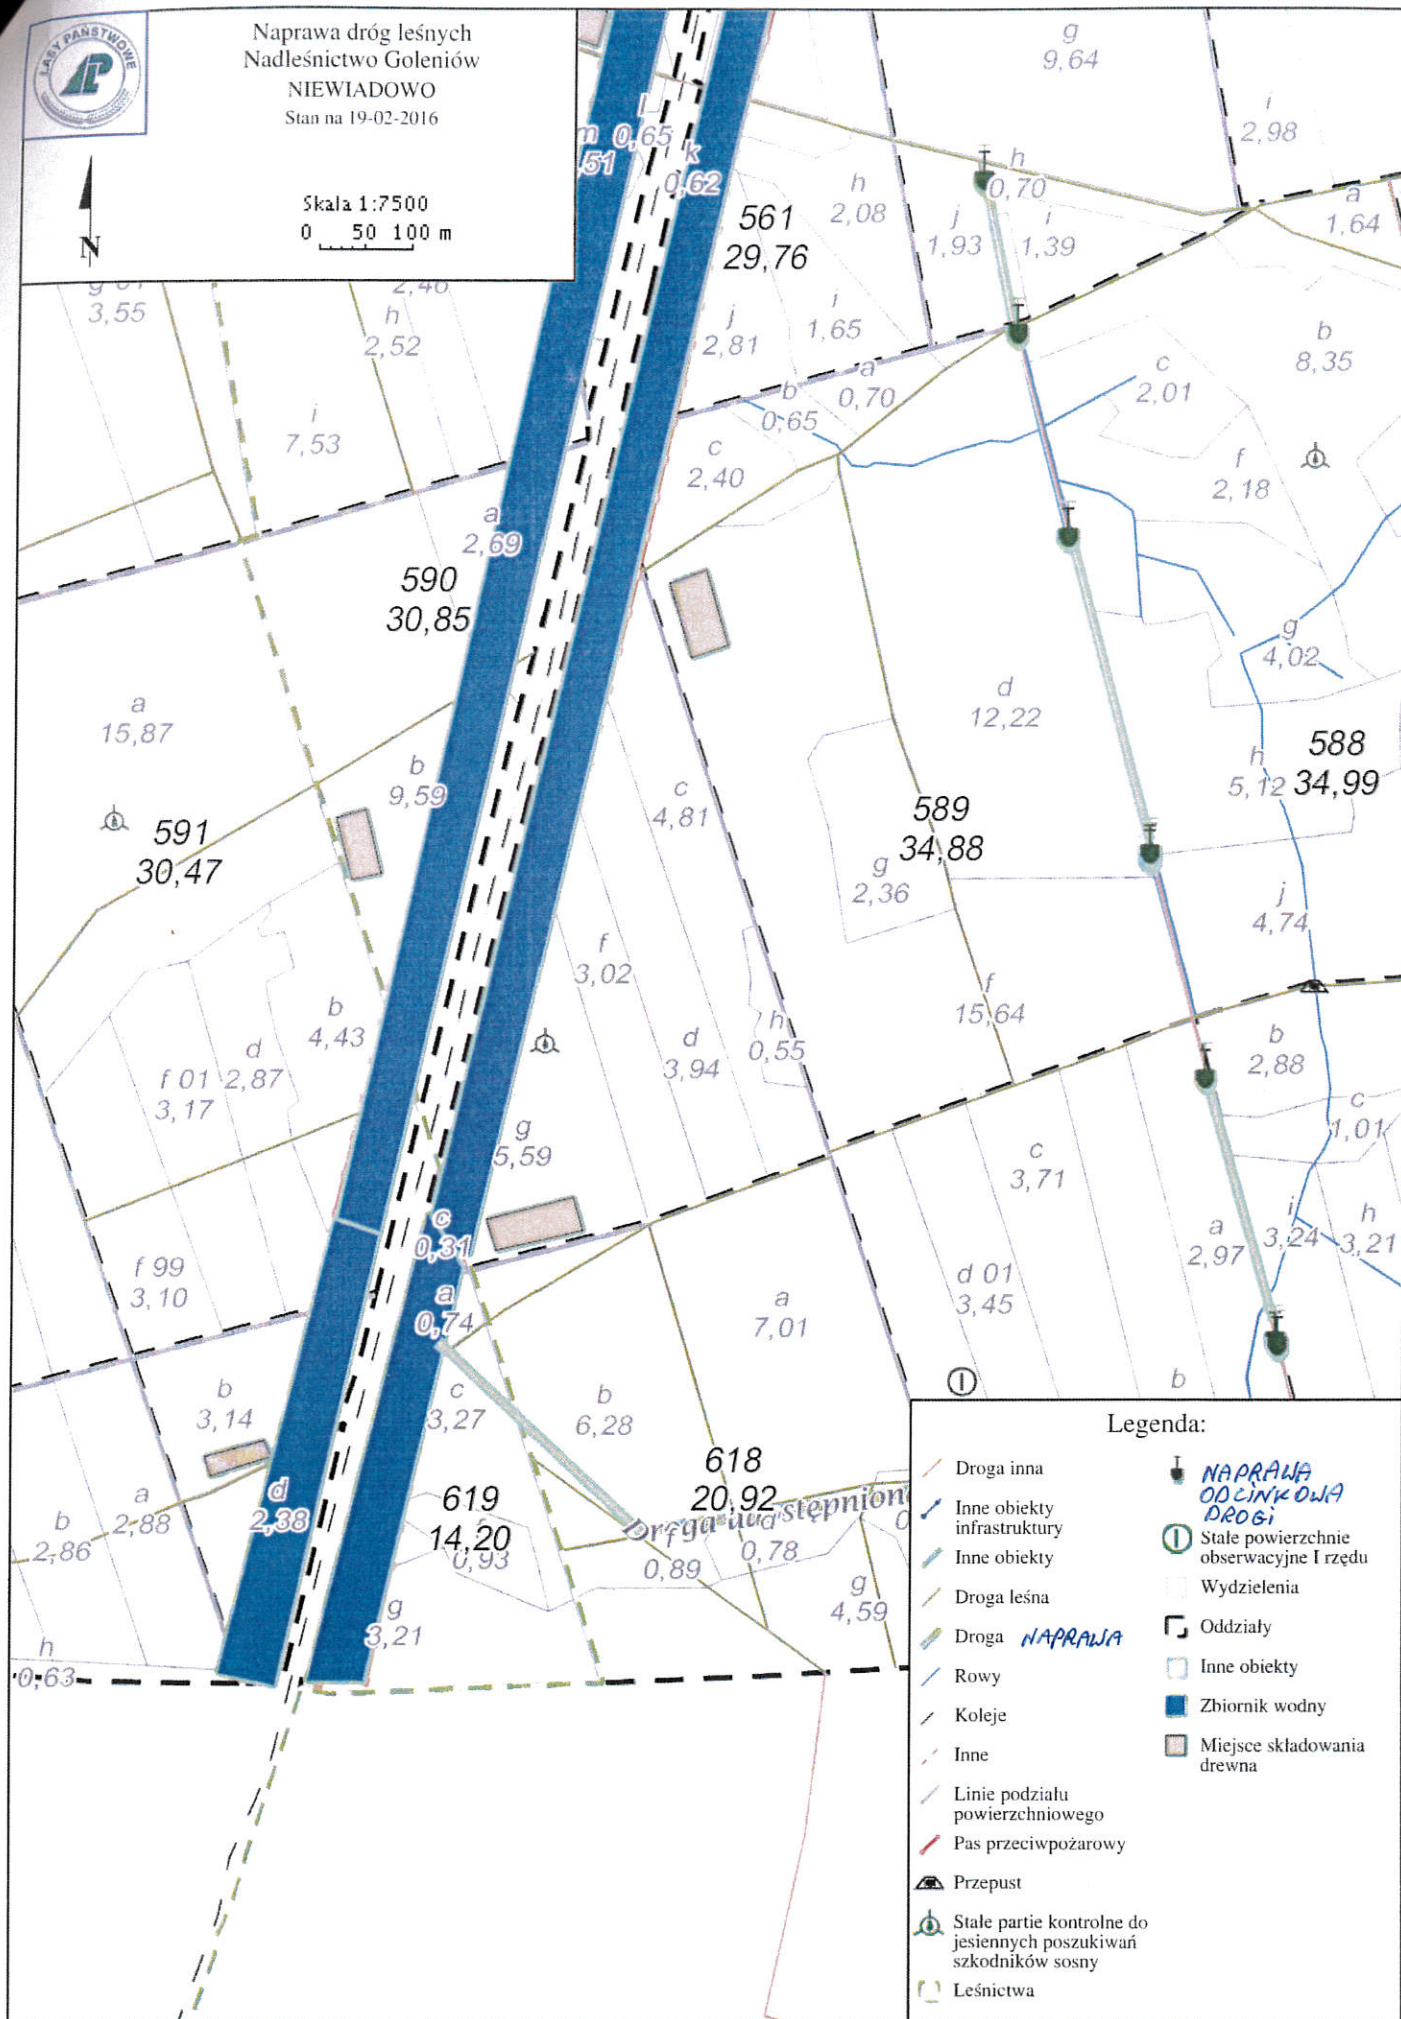 LASY PAŃSTWOWE
Naprawa dróg leśnych
Nadleśnictwo Goleniów
NIEWIADOWO
Stan na 19-02-2016
Skala 1:7500
0 50 100 m
N
g
9,64
i
2,98
l
0,65
m
,51
k
0,62
h
2,08
h
0,70
a
1,64
561
29,76
j
1,93
i
1,39
3,55
h
2,52
j
2,81
i
1,65
b
8,35
c
2,01
i
7,53
b
0,65
a
0,70
c
2,40
f
2,18
a
2,69
590
30,85
g
4,02
a
15,87
d
12,22
b
9,59
588
34,99
h
5,12
c
4,81
591
30,47
589
34,88
g
2,36
j
4,74
f
3,02
f
15,64
b
4,43
d
3,94
h
0,55
b
2,88
d
2,87
f 01
3,17
c
1,01
g
5,59
c
3,71
c
0,31
i
3,24
h
3,21
a
2,97
f 99
3,10
d 01
3,45
a
0,74
a
7,01
b
3,14
c
3,27
b
6,28
b
618
20,92
619
14,20
0,93
d
2,38
a
2,88
b
2,86
f
0,89
d
0,78
g
4,59
g
3,21
h
0,63
Legenda:
Droga inna
Inne obiekty
infrastruktury
Inne obiekty
Droga leśna
Droga NAPRAWA
Rowy
Koleje
Inne
Linie podziału
powierzchniowego
Pas przeciwpożarowy
Przepust
Stałe partie kontrolne do
jesiennych poszukiwań
szkodników sosny
Leśnictwa
NAPRAWA
ODCINKOWA
DROGI
Stałe powierzchnie
obserwacyjne I rzędu
Wydzielenia
Oddziały
Inne obiekty
Zbiornik wodny
Miejsce składowania
drewna